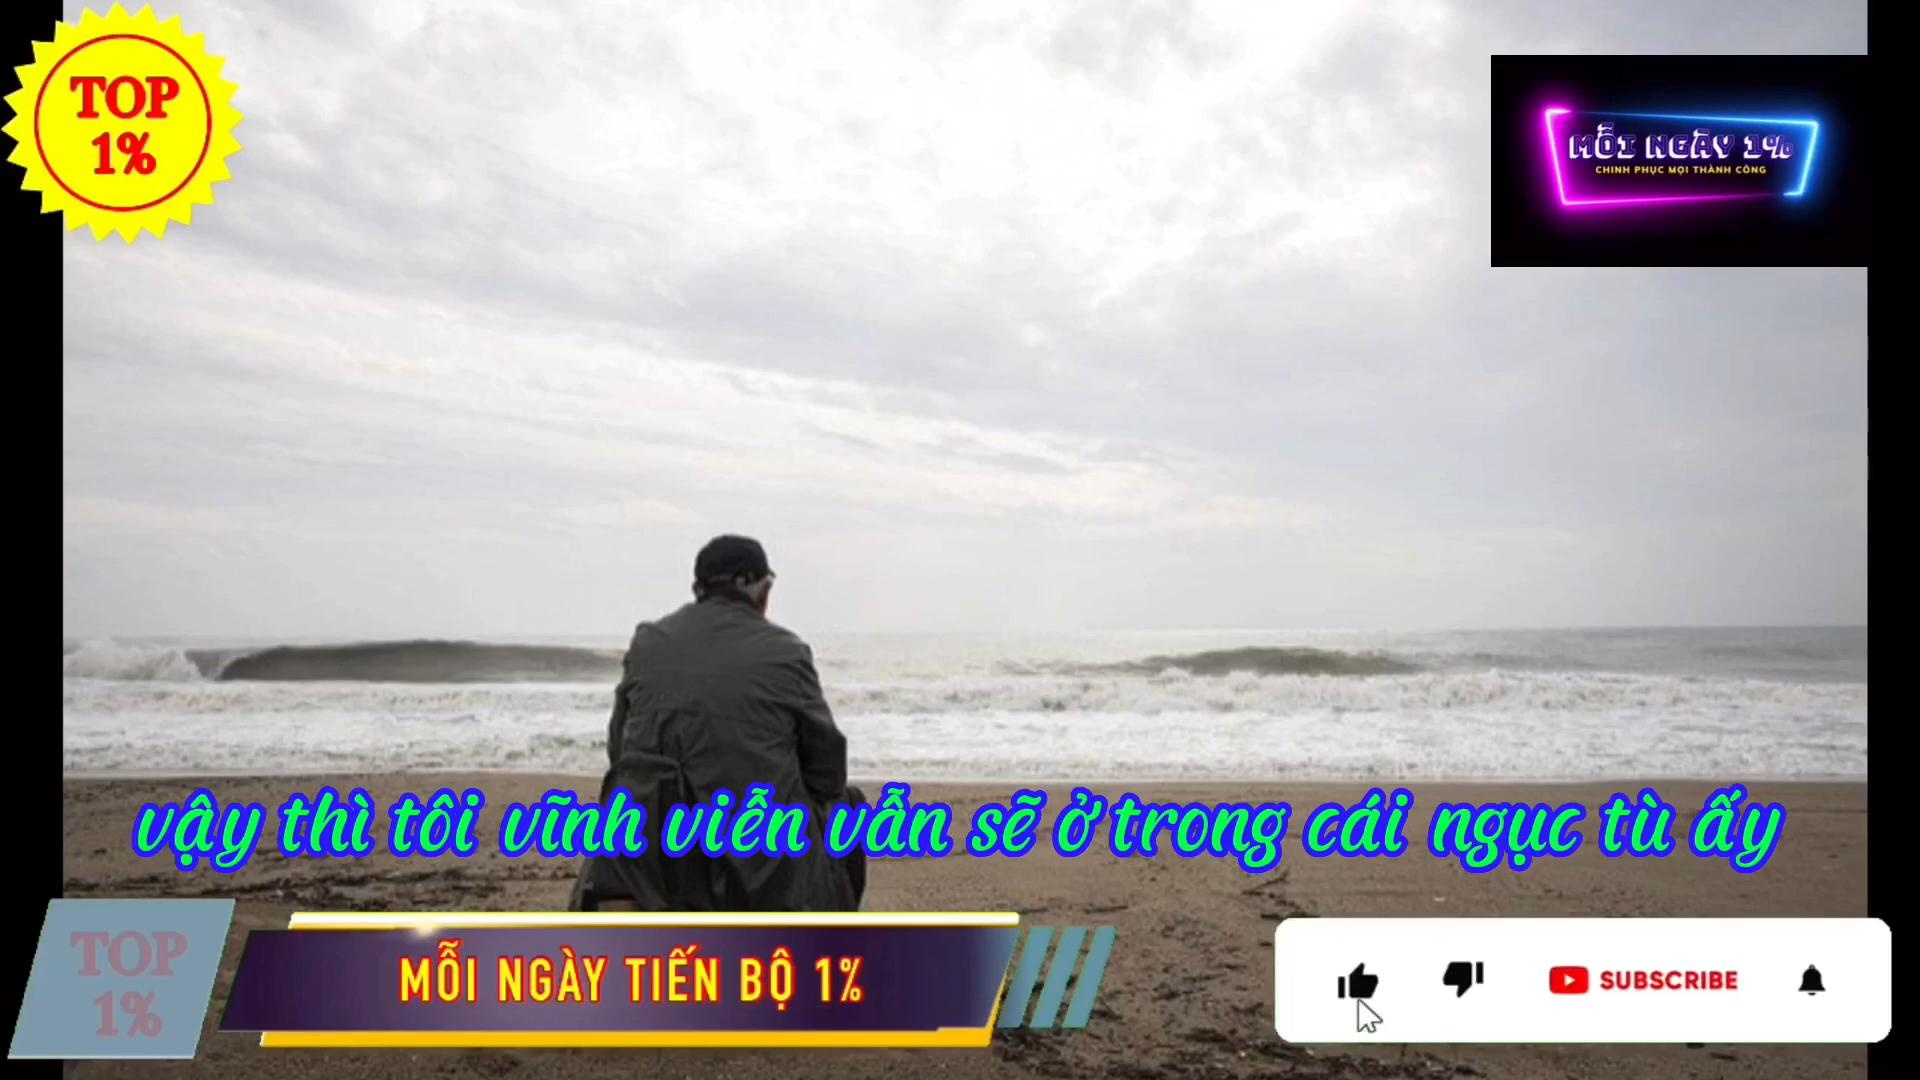 TOP
1%
MỖI NGÀY 1%
CHINH PHỤC MỌI THÀNH CÔNG
vậy thì tôi vĩnh viễn vẫn sẽ ở trong cái ngục tù ấy
TOP
1%
MỖI NGÀY TIẾN BỘ 1%
SUBSCRIBE